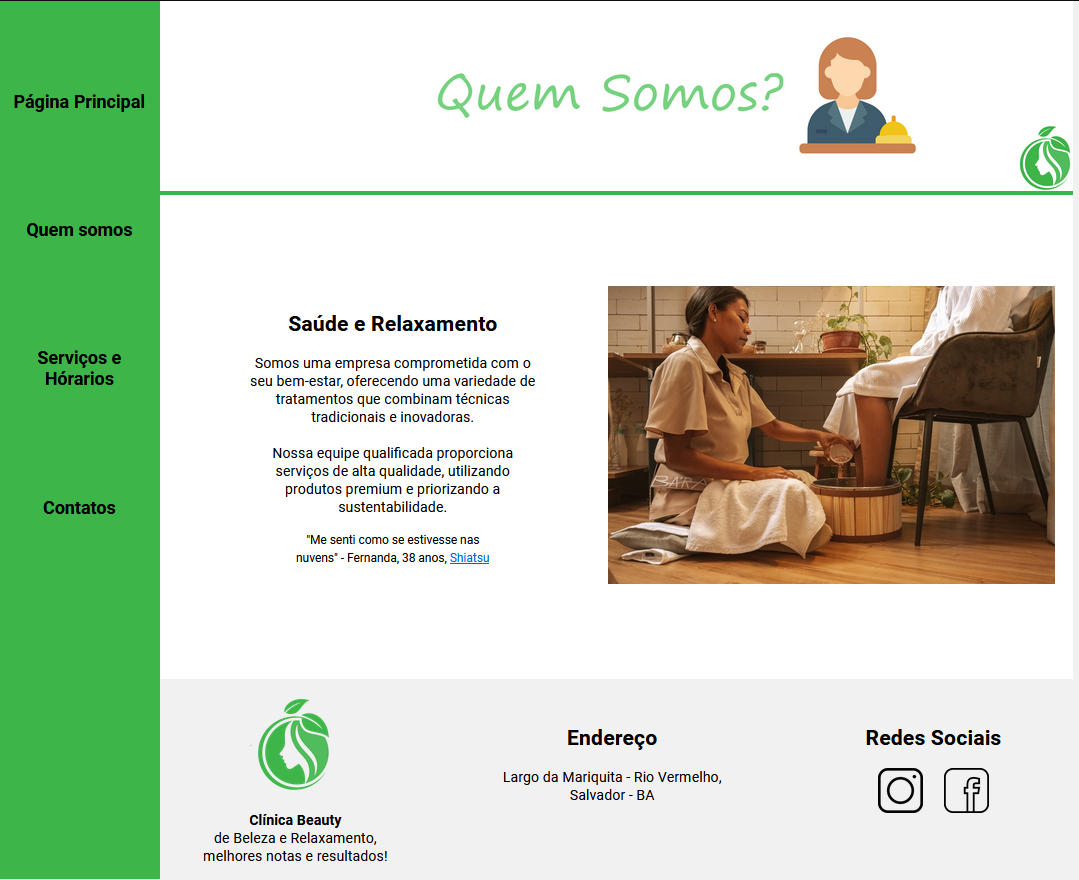 Página Principal
Quem somos
Serviços e
Hórarios
Contatos
Quem Somos?
Saúde e Relaxamento
Somos uma empresa comprometida com o
seu bem-estar, oferecendo uma variedade de
tratamentos que combinam técnicas
tradicionais e inovadoras.
Nossa equipe qualificada proporciona
serviços de alta qualidade, utilizando
produtos premium e priorizando a
sustentabilidade.
"Me senti como se estivesse nas
nuvens" - Fernanda, 38 anos, Shiatsu
Clínica Beauty
de Beleza e Relaxamento,
melhores notas e resultados!
Endereço
Largo da Mariquita - Rio Vermelho,
Salvador - BA
Redes Sociais